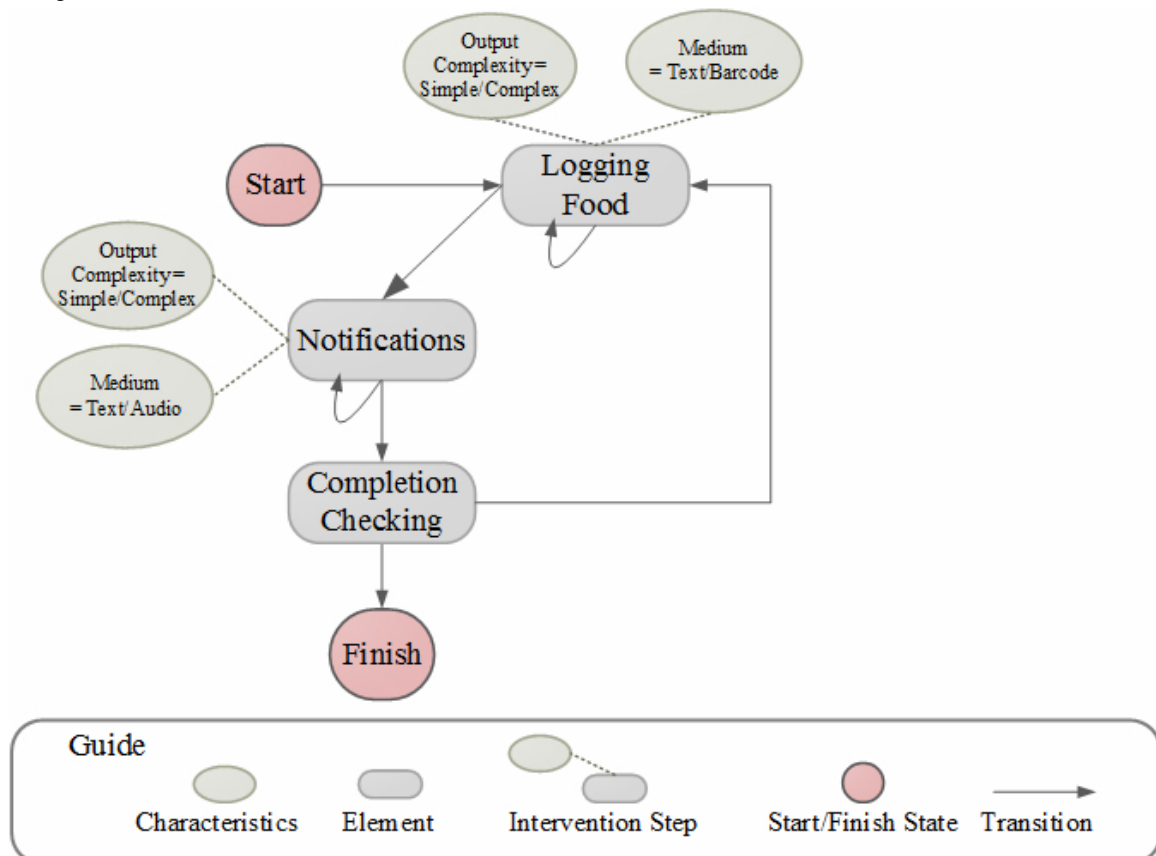 Output
Complexity=
Simple/Complex
Medium
= Text/Barcode
Start
Logging
Food
Output
Complexity=
Simple/Complex
Notifications
Medium
= Text/Audio
Completion
Checking
Finish
Guide
Characteristics
Element
Intervention Step
Start/Finish State
Transition